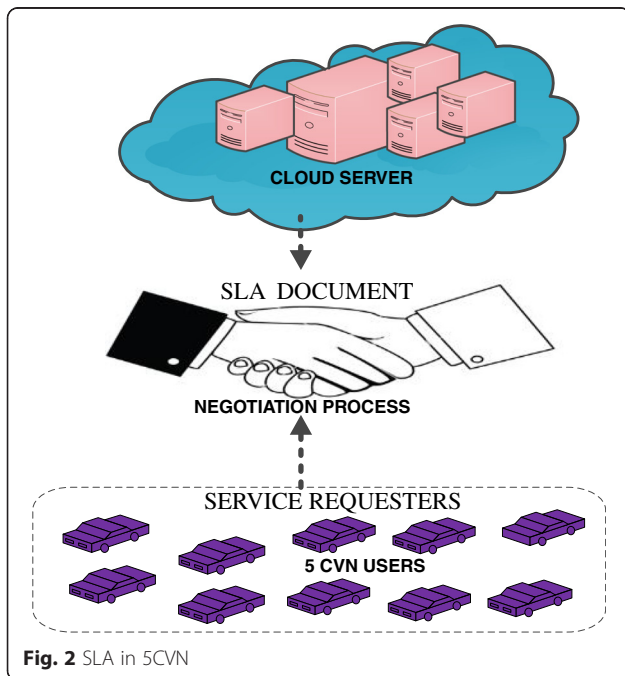 CLOUD SERVER
SLA DOCUMENT
NEGOTIATION PROCESS
SERVICE REQUESTERS
5 CVN USERS
Fig. 2 SLA in 5CVN